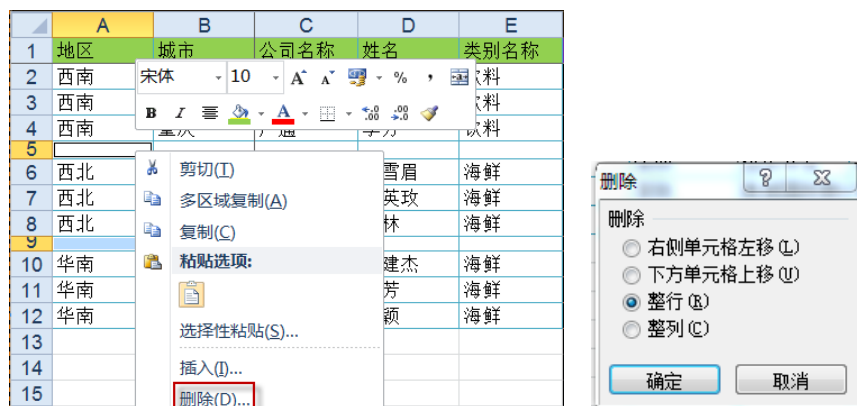 A B C D E
1 地区 城市 公司名称 姓名 类别名称
2 西南 饮料
宋体 10 A A % ,
3 西南 饮料
B I A .00 .00
4 西南 重庆 广通 李芳 饮料
5
6 西北 雪眉 海鲜
剪切(T)
7 西北 英玫 海鲜
多区域复制(A)
8 西北 林 海鲜
复制(C)
9
10 华南 建杰 海鲜
粘贴选项:
11 华南 芳 海鲜
12 华南 颖 海鲜
选择性粘贴(S)...
13
14
插入(I)...
15
删除(D)...
删除
删除
右侧单元格左移(L)
下方单元格上移(U)
整行(R)
整列(C)
确定 取消